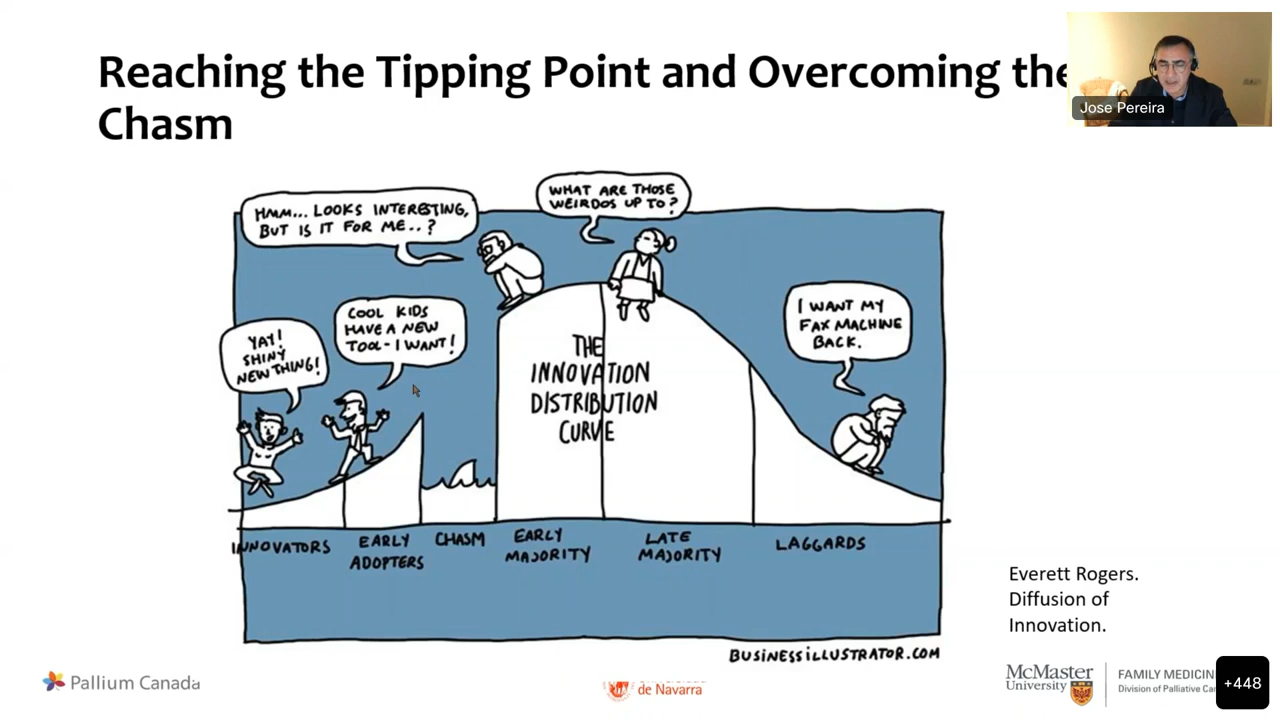 Reaching the Tipping Point and Overcoming the
Chasm
Jose Pereira
HMM... LOOKS INTERESTING,
BUT IS IT FOR ME..?
WHAT ARE THOSE
WEIRDOS UP TO?
YAY!
SHINY
NEW THING!
COOL KIDS
HAVE A NEW
TOOL - I WANT!
I WANT MY
FAX MACHINE
BACK.
THE
INNOVATION
DISTRIBUTION
CURVE
INNOVATORS
EARLY
ADOPTERS
CHASM
EARLY
MAJORITY
LATE
MAJORITY
LAGGARDS
BUSINESSILLUSTRATOR.COM
Everett Rogers.
Diffusion of
Innovation.
Pallium Canada
de Navarra
McMaster
University
FAMILY MEDICIN
Division of Palliative Car
+448